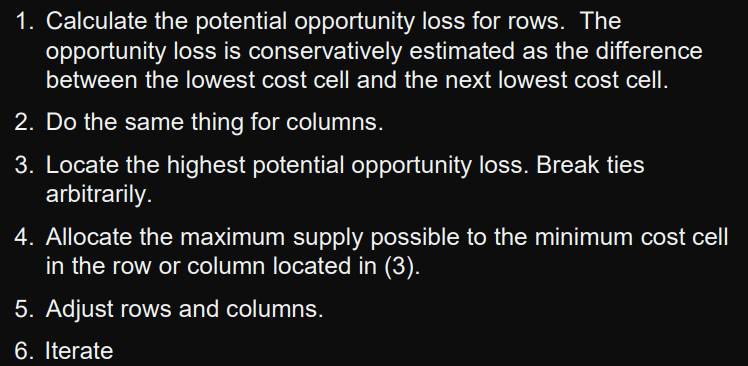 1. Calculate the potential opportunity loss for rows. The
opportunity loss is conservatively estimated as the difference
between the lowest cost cell and the next lowest cost cell.
2. Do the same thing for columns.
3. Locate the highest potential opportunity loss. Break ties
arbitrarily.
4. Allocate the maximum supply possible to the minimum cost cell
in the row or column located in (3).
5. Adjust rows and columns.
6. Iterate